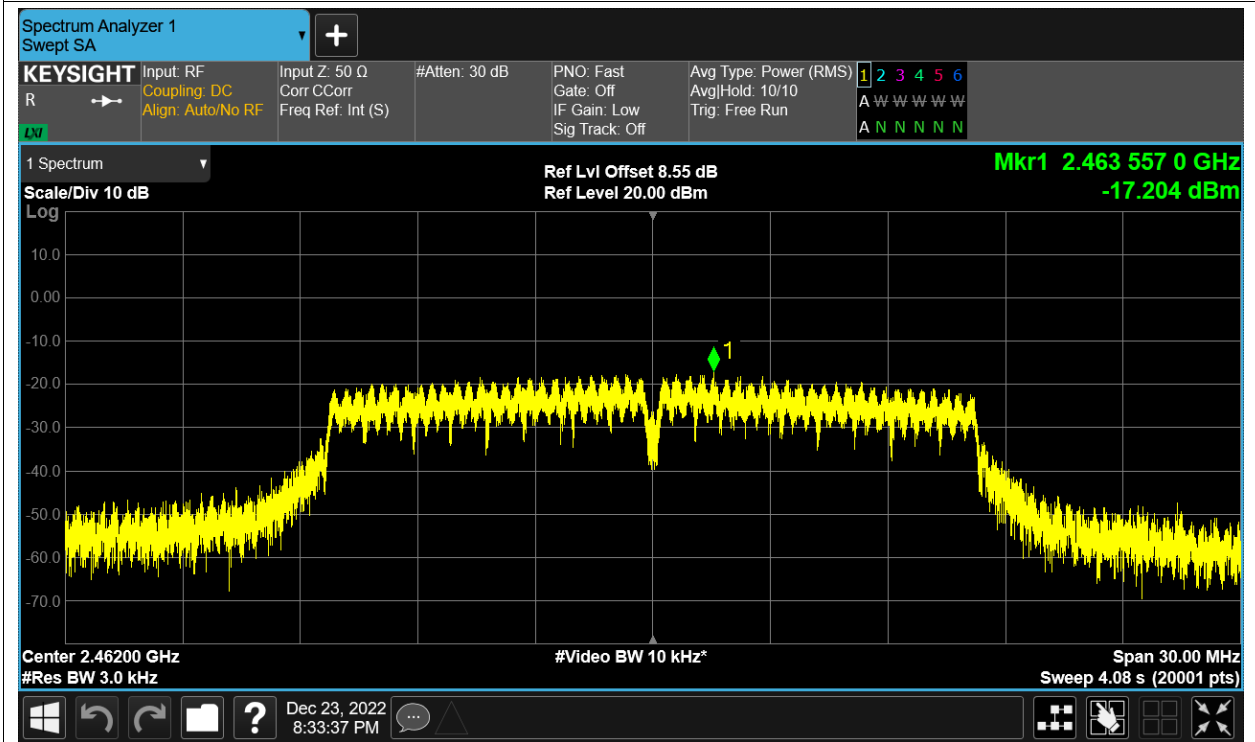 Spectrum Analyzer 1
Swept SA
+
KEYSIGHT
R
LXI
Input: RF
Coupling: DC
Align: Auto/No RF
Input Z: 50 Ω
Corr CCorr
Freq Ref: Int (S)
#Atten: 30 dB
PNO: Fast
Gate: Off
IF Gain: Low
Sig Track: Off
Avg Type: Power (RMS)
Avg|Hold: 10/10
Trig: Free Run
1 2 3 4 5 6
A W W W W W
A N N N N N
1 Spectrum
Scale/Div 10 dB
Log
Ref Lvl Offset 8.55 dB
Ref Level 20.00 dBm
Mkr1 2.463 557 0 GHz
-17.204 dBm
10.0
0.00
-10.0
1
-20.0
-30.0
-40.0
-50.0
-60.0
-70.0
Center 2.46200 GHz
#Res BW 3.0 kHz
#Video BW 10 kHz*
Span 30.00 MHz
Sweep 4.08 s (20001 pts)
?
Dec 23, 2022
8:33:37 PM